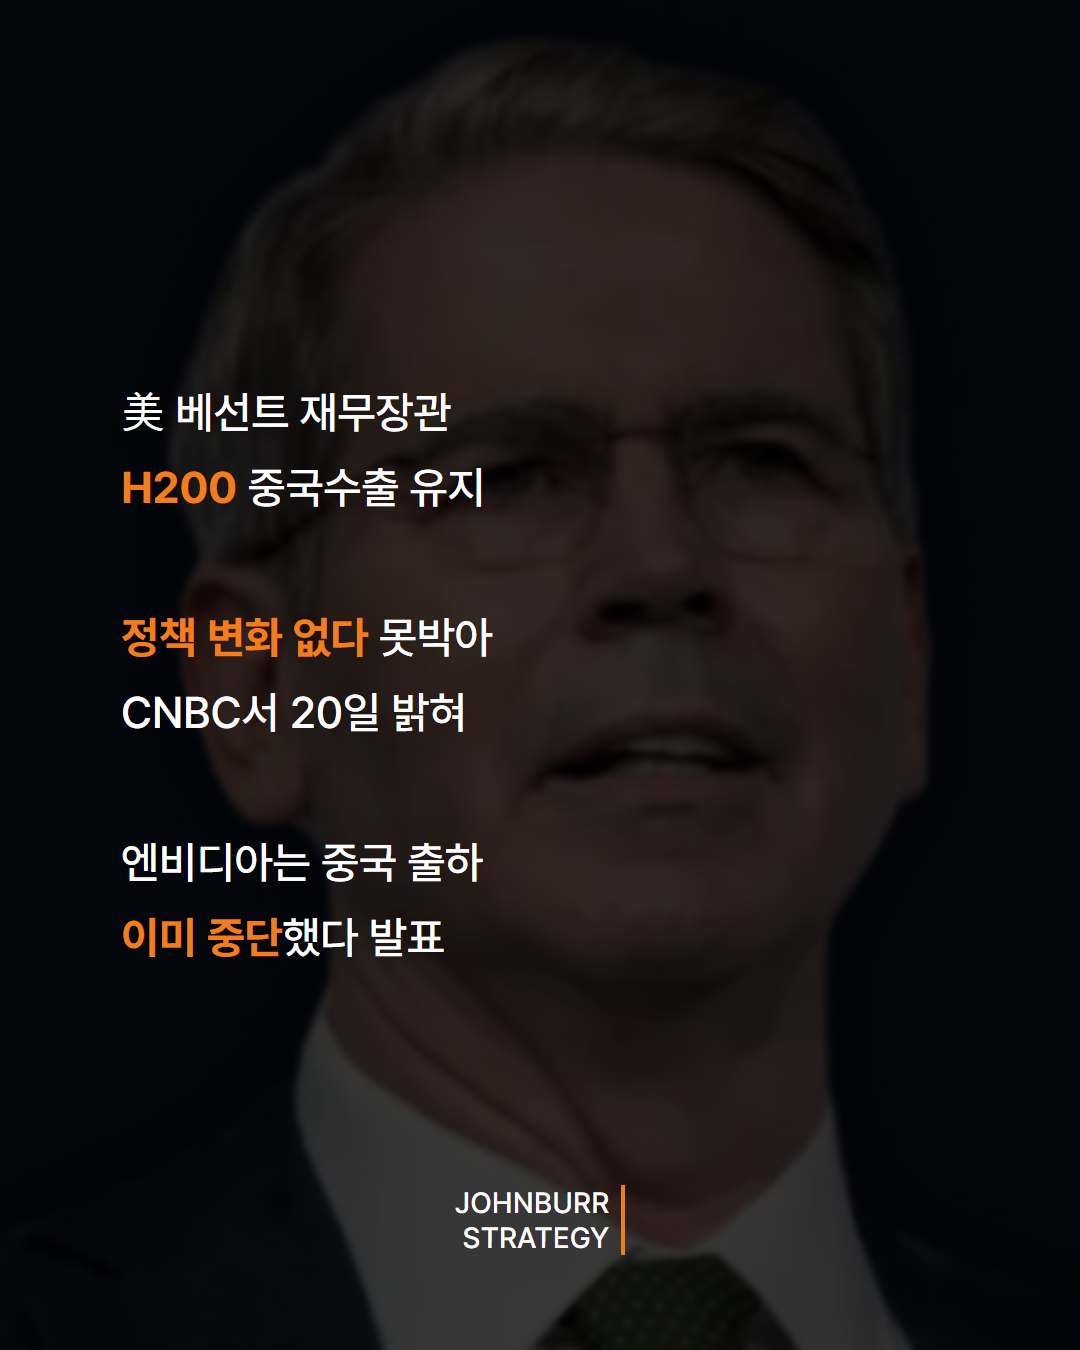 美 베선트 재무장관
H200 중국수출 유지
정책 변화 없다 못박아
CNBC서 20일 밝혀
엔비디아는 중국 출하
이미 중단했다 발표
JOHNBURR
STRATEGY